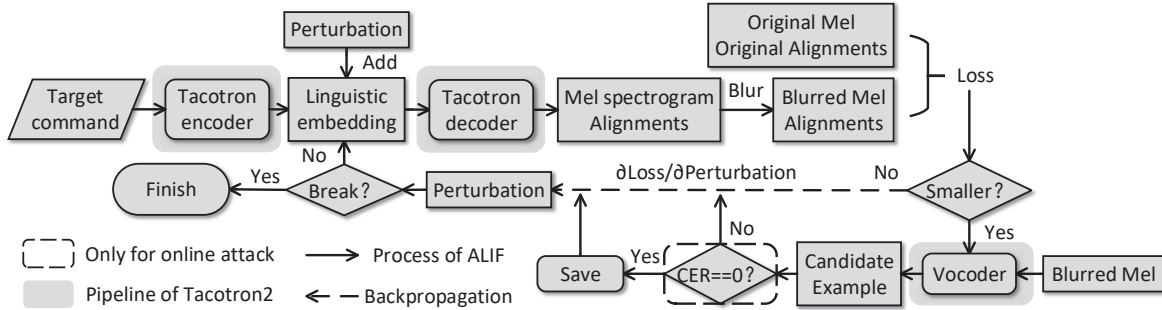 Perturbation
Add
Original Mel
Original Alignments
Loss
Target
command
Tacotron
encoder
Linguistic
embedding
Tacotron
decoder
Mel spectrogram
Alignments
Blur
Blurred Mel
Alignments
No
Finish
Yes
Break?
Perturbation
∂Loss/∂Perturbation
No
Smaller?
Yes
Only for online attack
Process of ALIF
Pipeline of Tacotron2
Backpropagation
Save
Yes
CER==0?
No
Candidate
Example
Vocoder
Blurred Mel